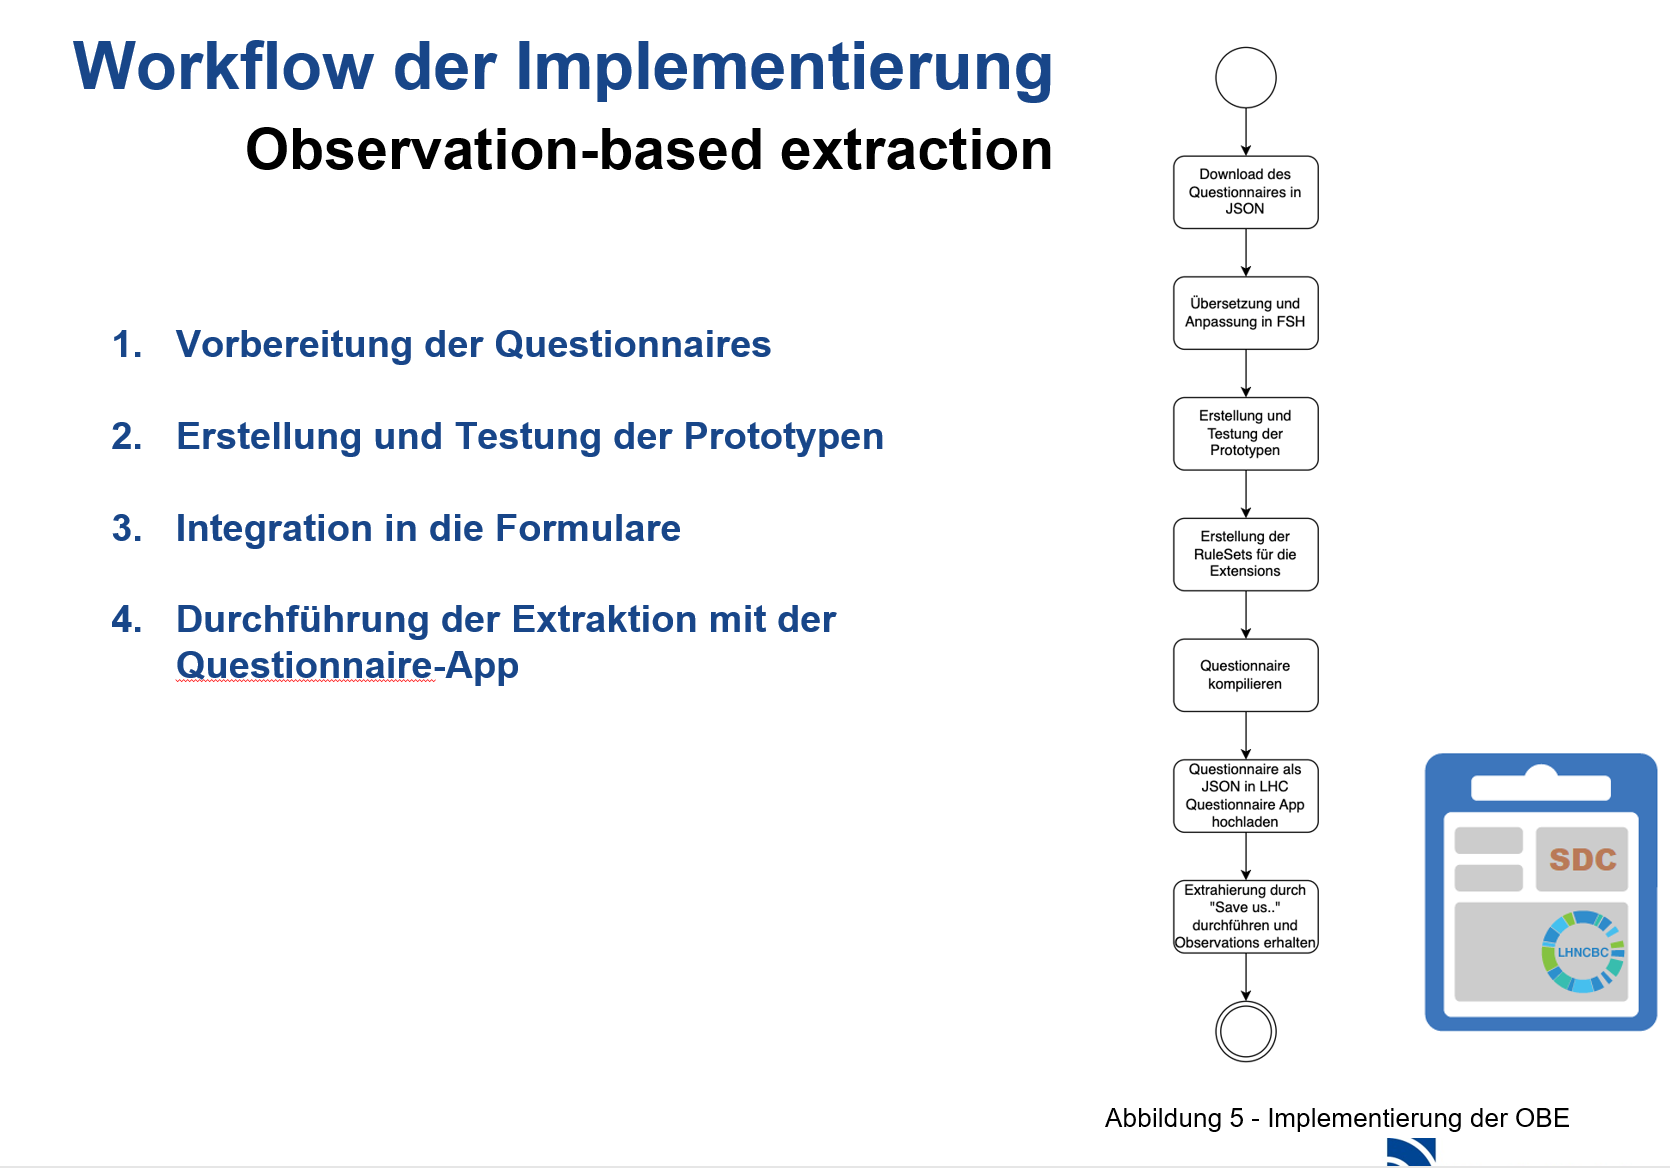 Workflow der Implementierung
Observation-based extraction
1. Vorbereitung der Questionnaires
2. Erstellung und Testung der Prototypen
3. Integration in die Formulare
4. Durchführung der Extraktion mit der
Questionnaire-App
Download des
Questionnaires in
JSON
Übersetzung und
Anpassung in FSH
Erstellung und
Testung der
Prototypen
Erstellung der
RuleSets für die
Extensions
Questionnaire
kompilieren
Questionnaire als
JSON in LHC
Questionnaire App
hochladen
Extrahierung durch
"Save us.."
durchführen und
Observations erhalten
SDC
LHNCBC
Abbildung 5 - Implementierung der OBE